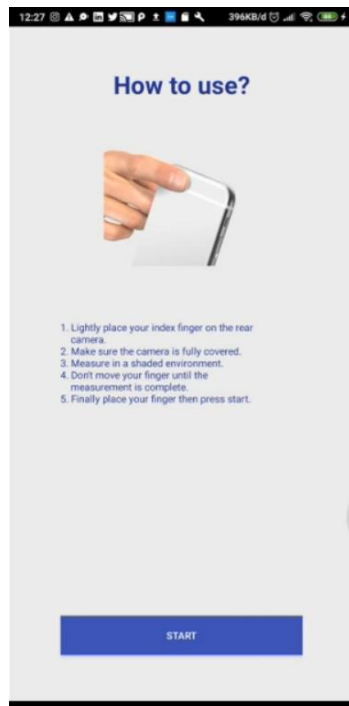 12:27
396KB/d
How to use?
1. Lightly place your index finger on the rear
camera.
2. Make sure the camera is fully covered.
3. Measure in a shaded environment.
4. Don't move your finger until the
measurement is complete.
5. Finally place your finger then press start.
START